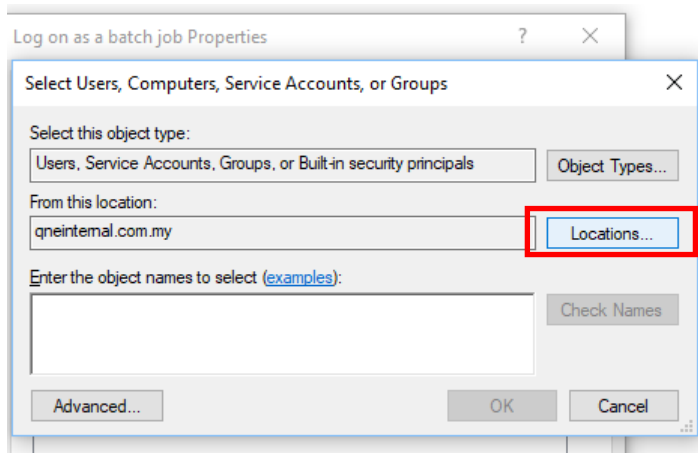 Log on as a batch job Properties ?
Select Users, Computers, Service Accounts, or Groups
Select this object type:
Users, Service Accounts, Groups, or Built-in security principals Object Types...
From this location:
qneinternal.com.my Locations...
Enter the object names to select (examples):
Check Names
Advanced... OK Cancel